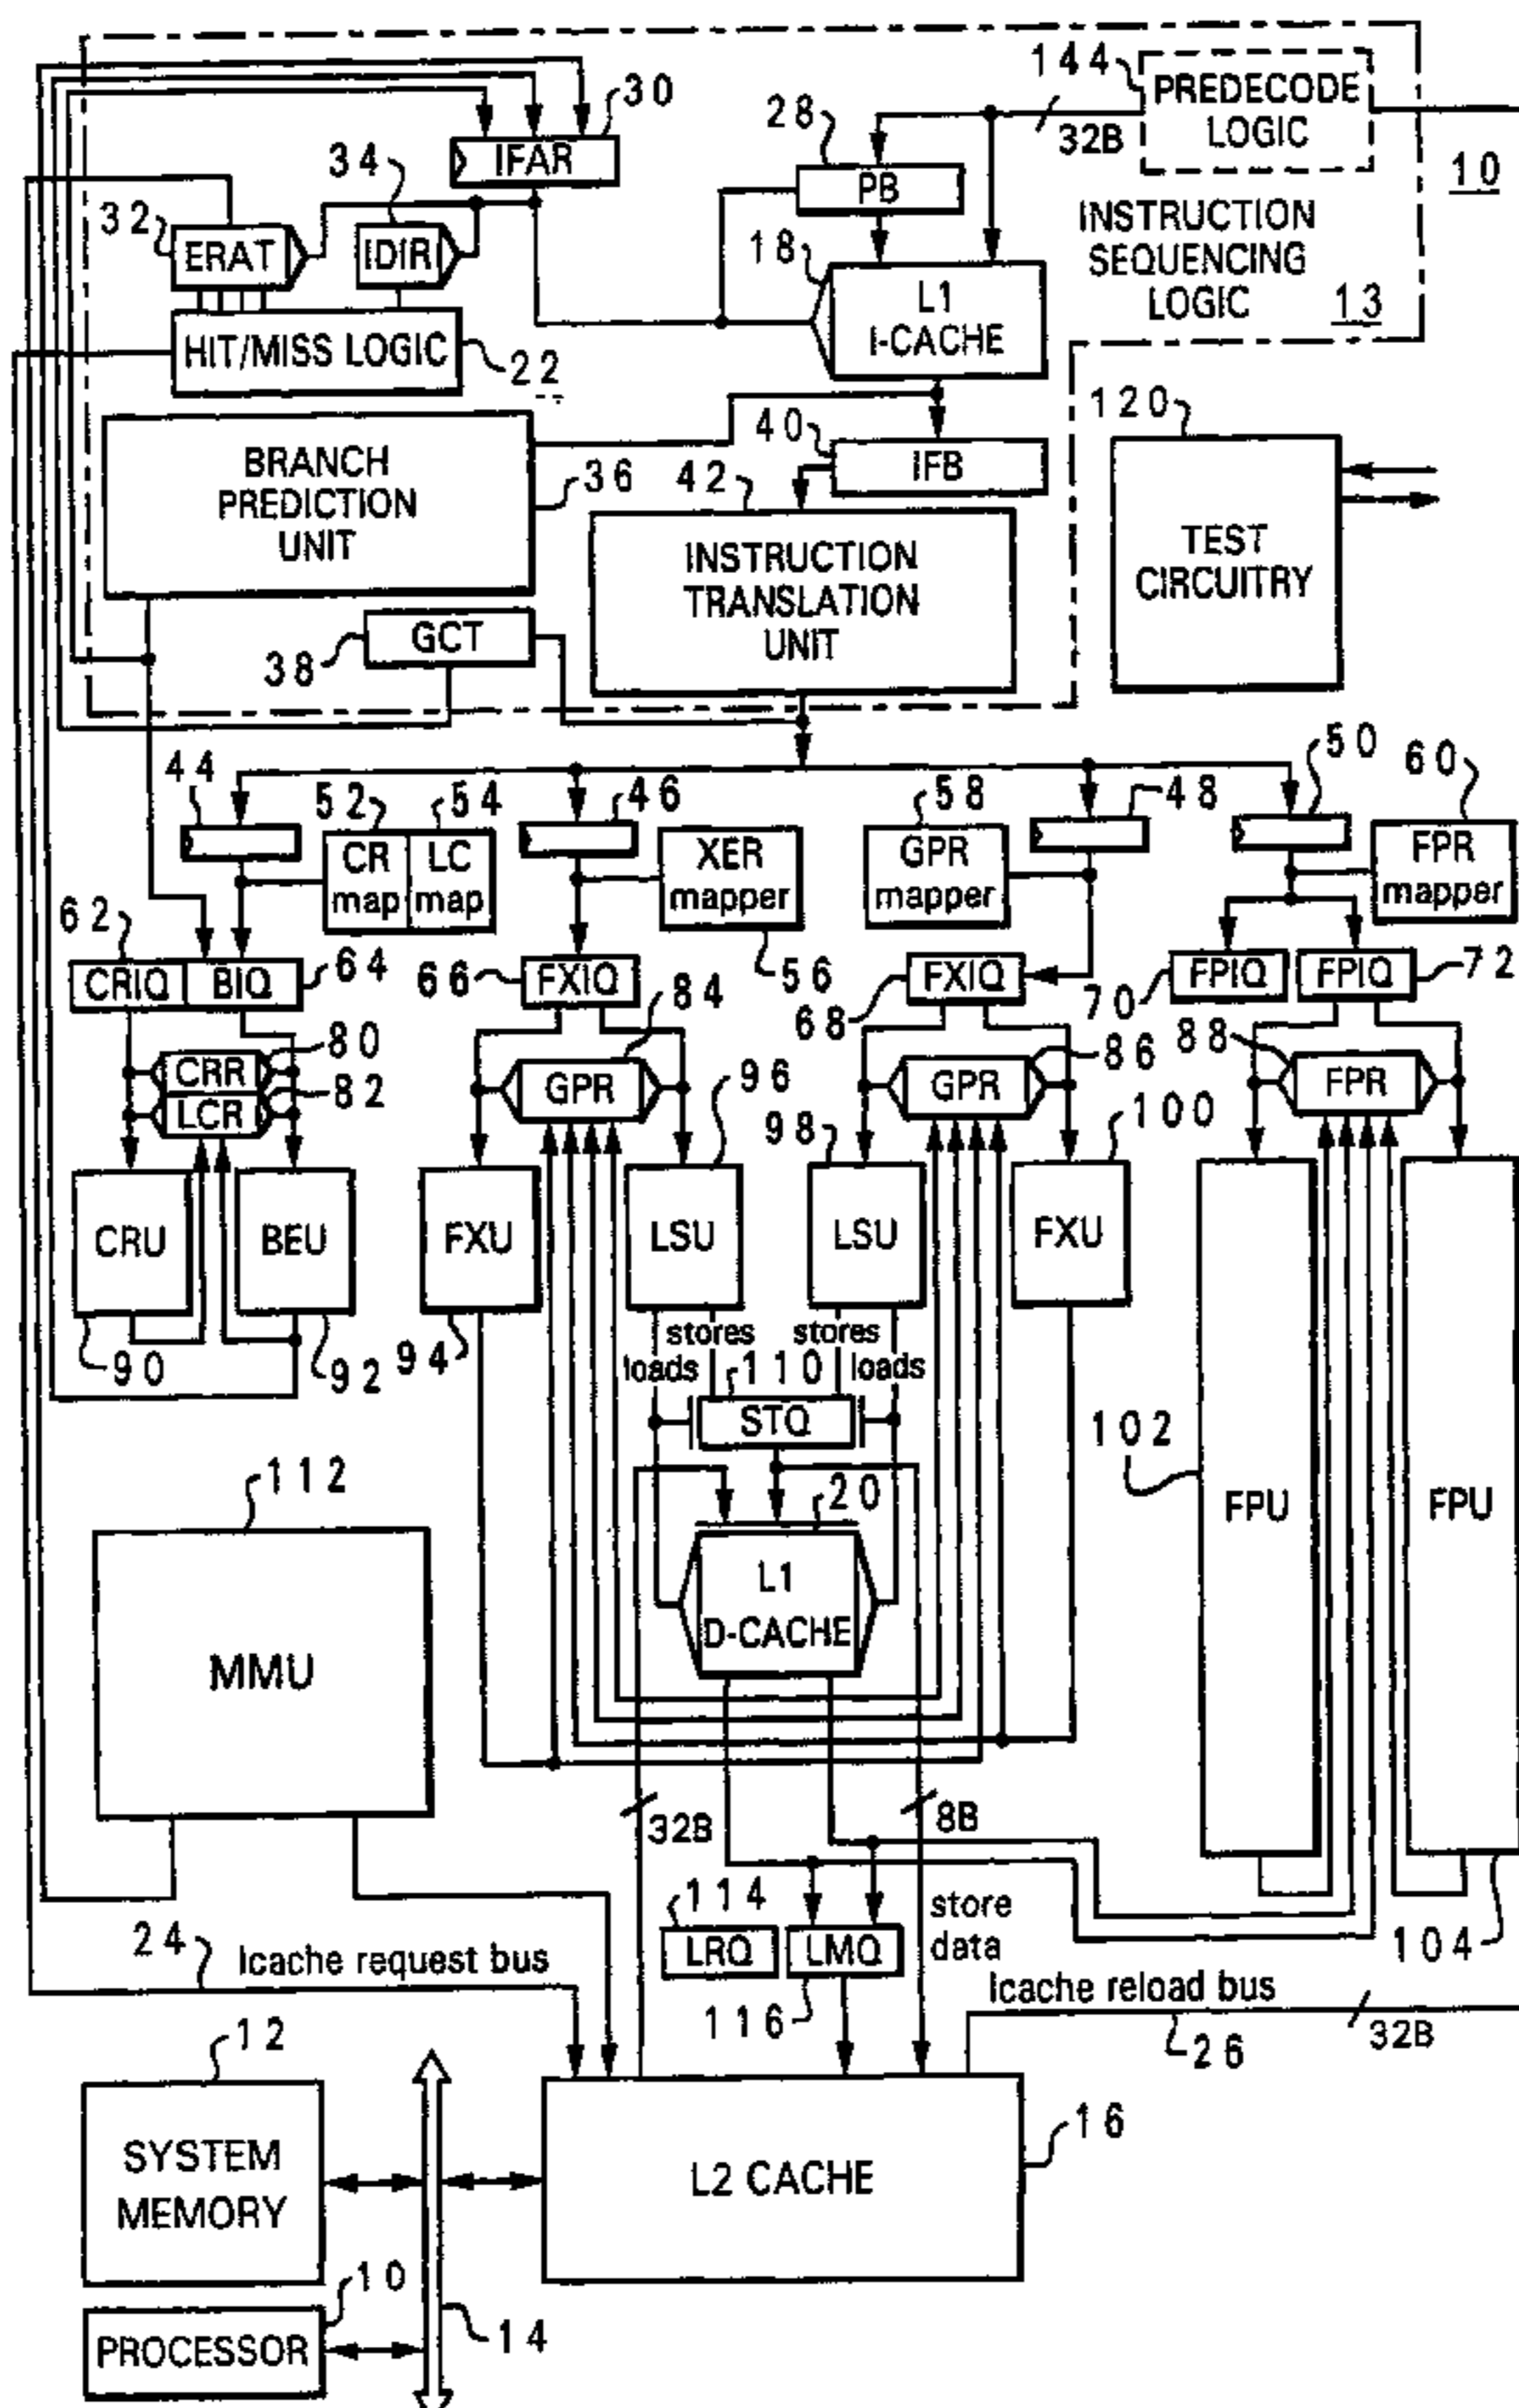 144
PREDECODE
LOGIC
30
28
32B
10
IFAR
34
PB
INSTRUCTION
SEQUENCING
LOGIC
13
32
ERAT
IDIR
18
L1
I-CACHE
HIT/MISS LOGIC
22
120
40
IFB
BRANCH
PREDICTION
UNIT
36
42
INSTRUCTION
TRANSLATION
UNIT
TEST
CIRCUITRY
GCT
38
44
52
54
46
58
48
50
60
CR
map
LC
map
XER
mapper
GPR
mapper
FPR
mapper
62
CRIQ
BIQ
64
66
FXIQ
56
FXIQ
68
70
FPIQ
FPIQ
72
84
80
CRR
LCR
82
GPR
96
98
GPR
86
88
FPR
100
CRU
BEU
FXU
LSU
LSU
FXU
90
92
94
stores
stores
loads
110
loads
STQ
102
112
20
L1
D-CACHE
FPU
FPU
MMU
32B
8B
114
LRQ
LMQ
store
data
104
24
Icache request bus
116
Icache reload bus
26
32B
12
SYSTEM
MEMORY
16
L2 CACHE
10
PROCESSOR
14